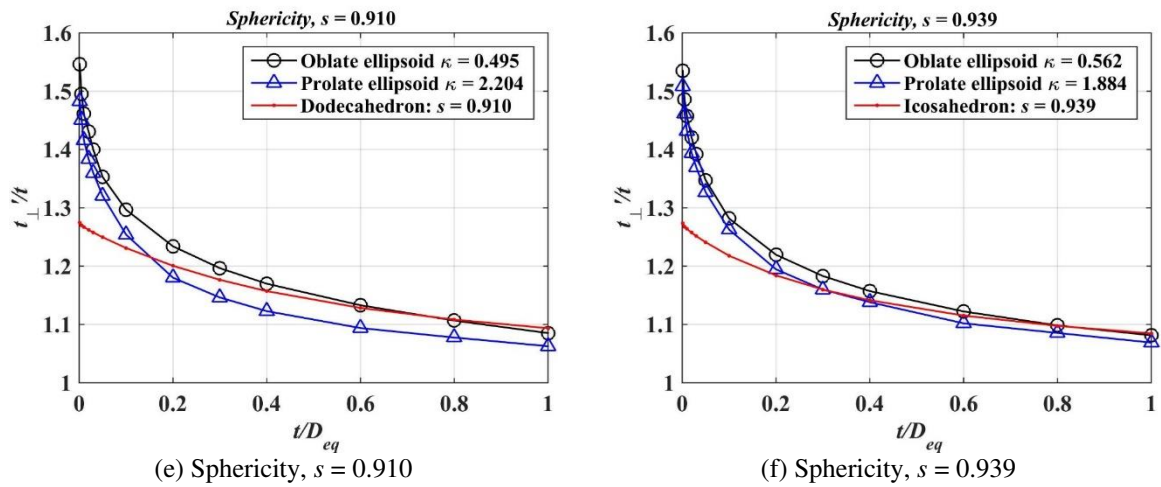 Sphericity, s = 0.910
1.6
1.5
1.4
1.3
1.2
1.1
1
t⊥'/t
Oblate ellipsoid κ = 0.495
Prolate ellipsoid κ = 2.204
Dodecahedron: s = 0.910
0 0.2 0.4 0.6 0.8 1
t/Deq
(e) Sphericity, s = 0.910
Sphericity, s = 0.939
1.6
1.5
1.4
1.3
1.2
1.1
1
t⊥'/t
Oblate ellipsoid κ = 0.562
Prolate ellipsoid κ = 1.884
Icosahedron: s = 0.939
0 0.2 0.4 0.6 0.8 1
t/Deq
(f) Sphericity, s = 0.939